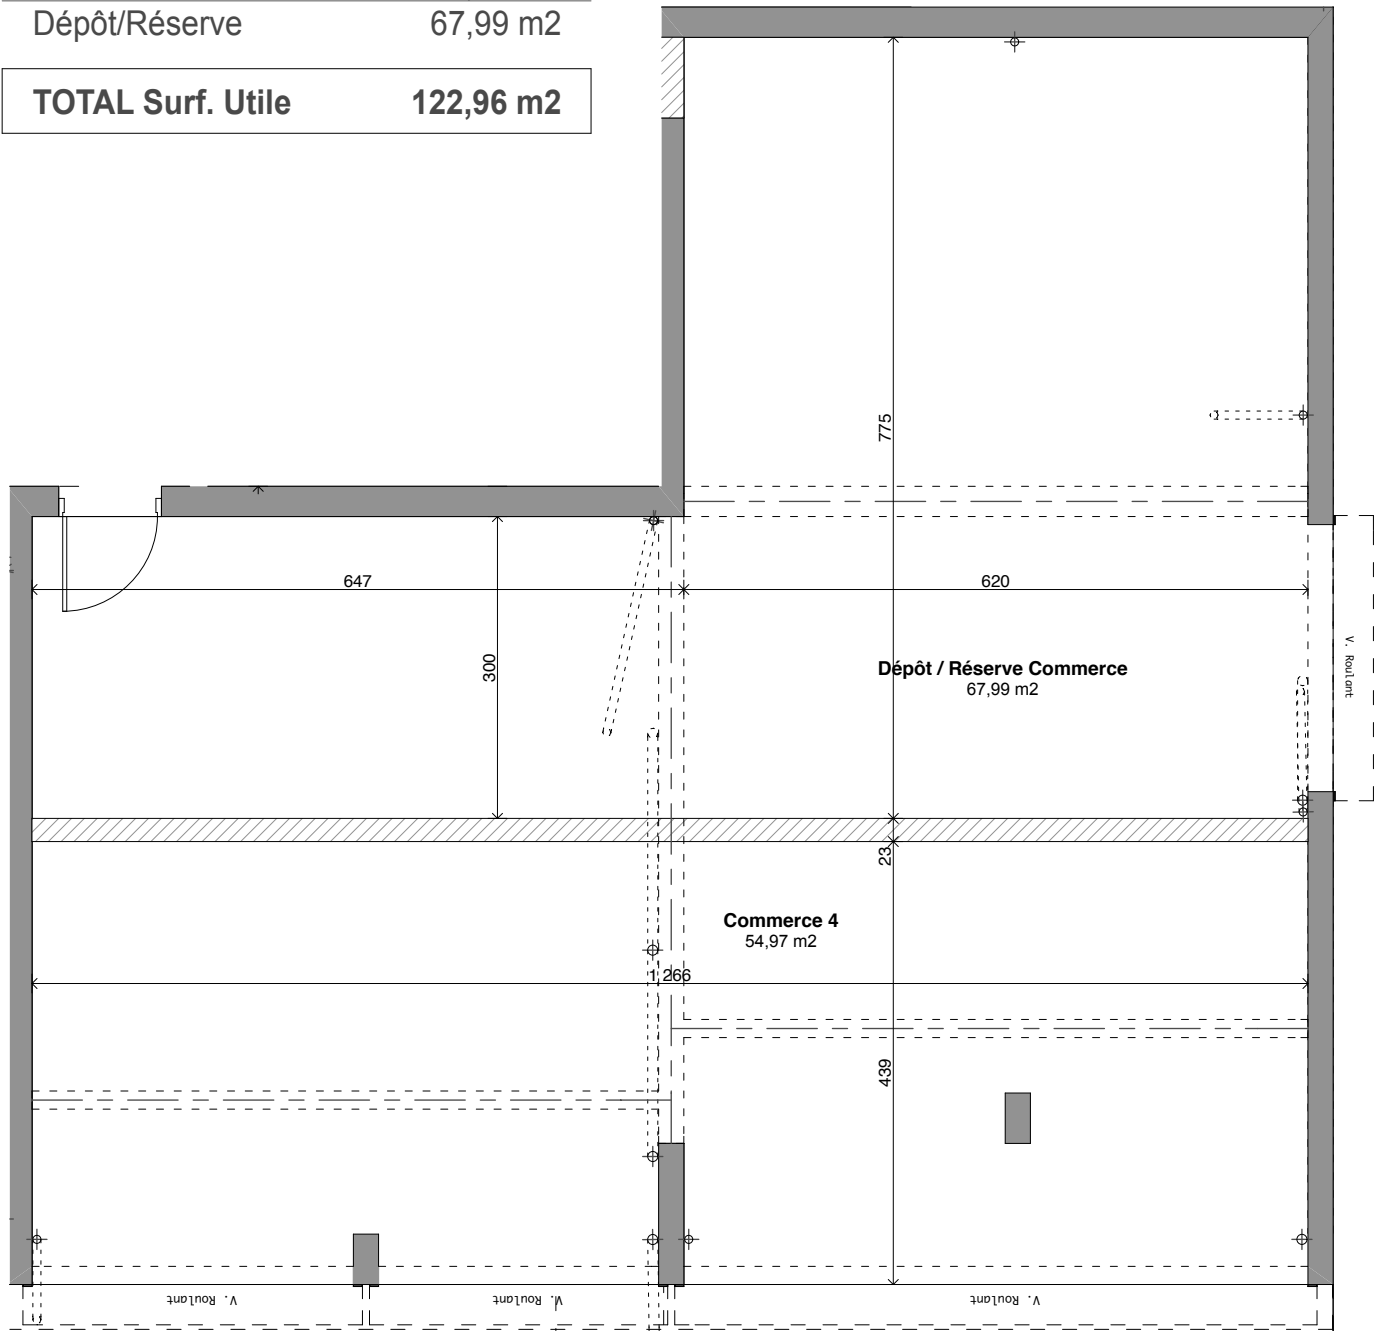 Dépôt/Réserve 67,99 m2
TOTAL Surf. Utile 122,96 m2
775
647
620
300
Dépôt / Réserve Commerce
67,99 m2
V. Roulant
23
Commerce 4
54,97 m2
1 266
439
V. Roulant
V. Roulant
V. Roulant